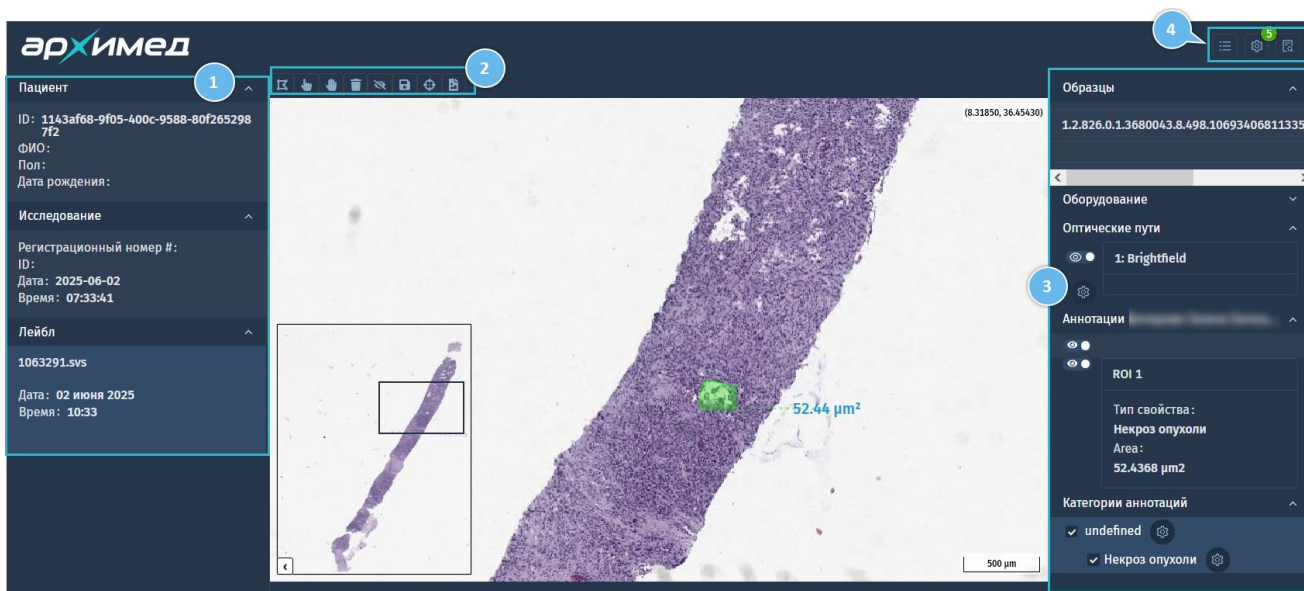 архимед
1
2
4
5
Пациент
ID: 1143af68-9f05-400c-9588-80f265298
7f2
ФИО:
Пол:
Дата рождения:
Исследование
Регистрационный номер #:
ID:
Дата: 2025-06-02
Время: 07:33:41
Лейбл
1063291.svs
Дата: 02 июня 2025
Время: 10:33
(8.31850, 36.45430)
52.44 µm²
500 µm
Образцы
1.2.826.0.1.3680043.8.498.10693406811335
Оборудование
Оптические пути
1: Brightfield
3
Аннотации
ROI 1
Тип свойства:
Некроз опухоли
Area:
52.4368 µm2
Категории аннотаций
undefined
Некроз опухоли